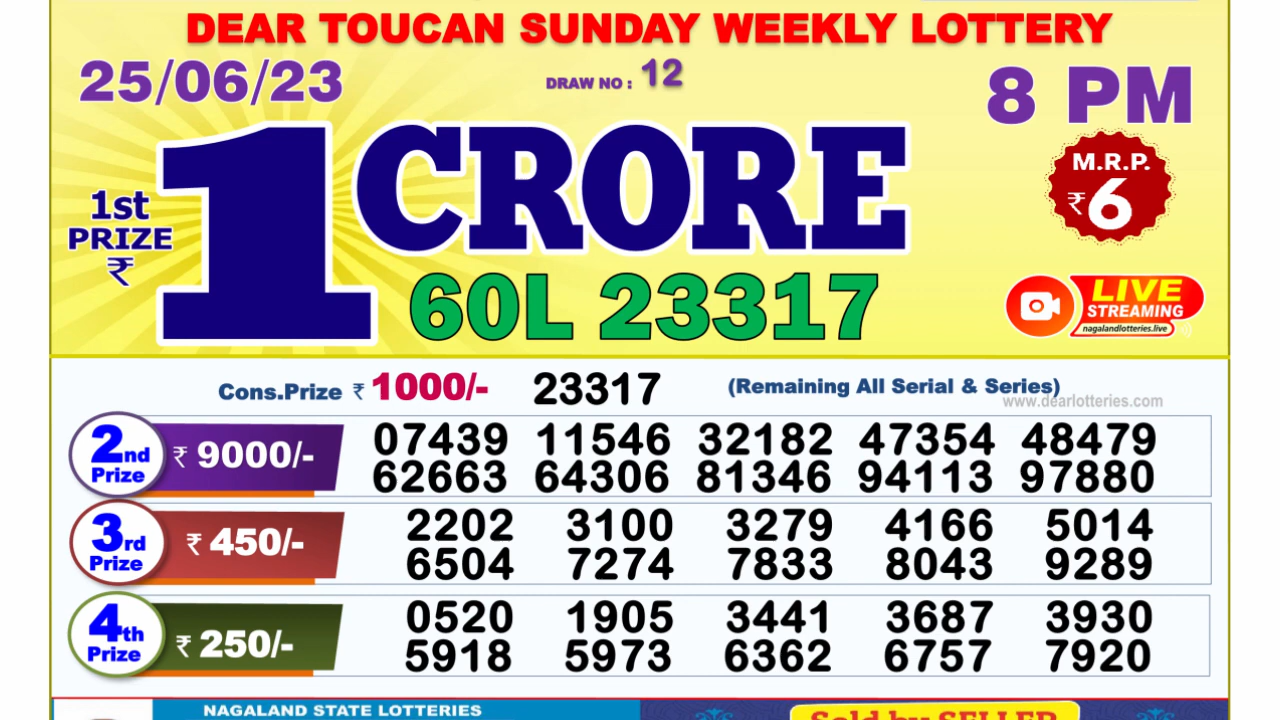 DEAR TOUCAN SUNDAY WEEKLY LOTTERY
25/06/23
DRAW NO : 12
8 PM
1st
PRIZE
₹
1 CRORE
M.R.P.
₹ 6
60L 23317
LIVE
STREAMING
nagalandlotteries.live
Cons.Prize ₹ 1000/- 23317 (Remaining All Serial & Series)
www.dearlotteries.com
2nd Prize ₹ 9000/-
07439 11546 32182 47354 48479
62663 64306 81346 94113 97880
3rd Prize ₹ 450/-
2202 3100 3279 4166 5014
6504 7274 7833 8043 9289
4th Prize ₹ 250/-
0520 1905 3441 3687 3930
5918 5973 6362 6757 7920
NAGALAND STATE LOTTERIES
Sold by SELLER